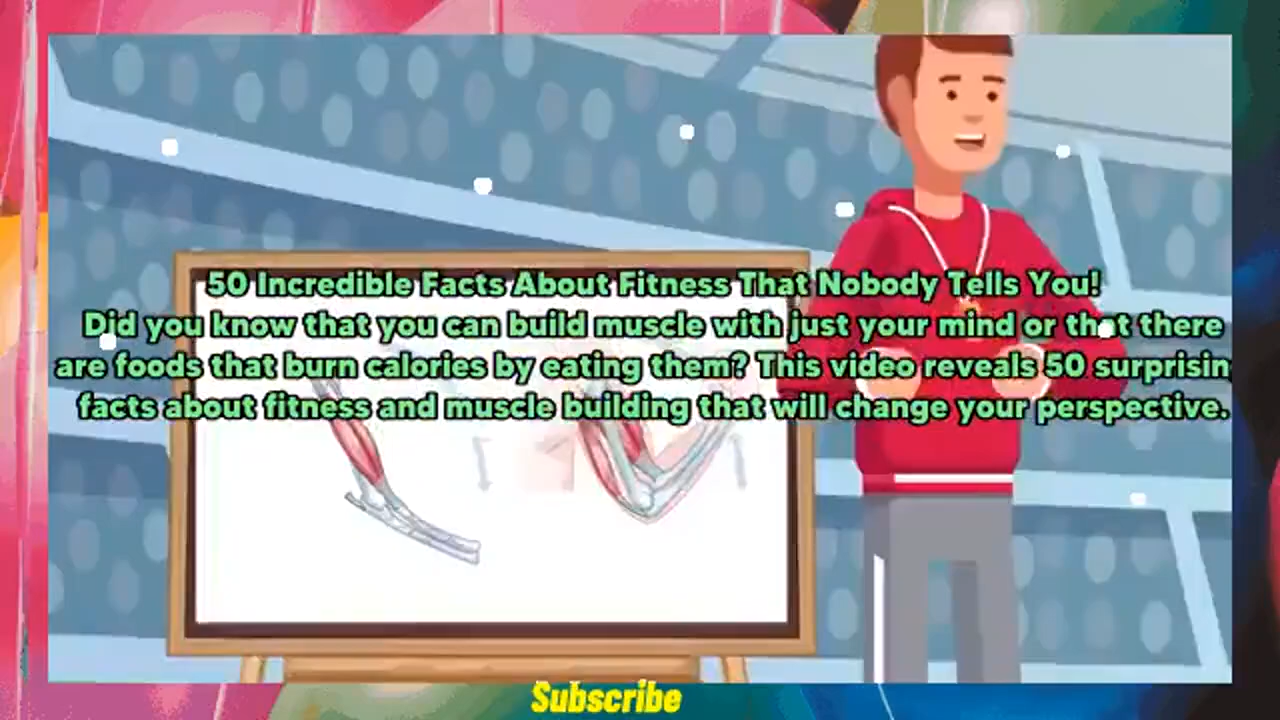 50 Incredible Facts About Fitness That Nobody Tells You!
Did you know that you can build muscle with just your mind or that there
are foods that burn calories by eating them? This video reveals 50 surprisin
facts about fitness and muscle building that will change your perspective.
Subscribe